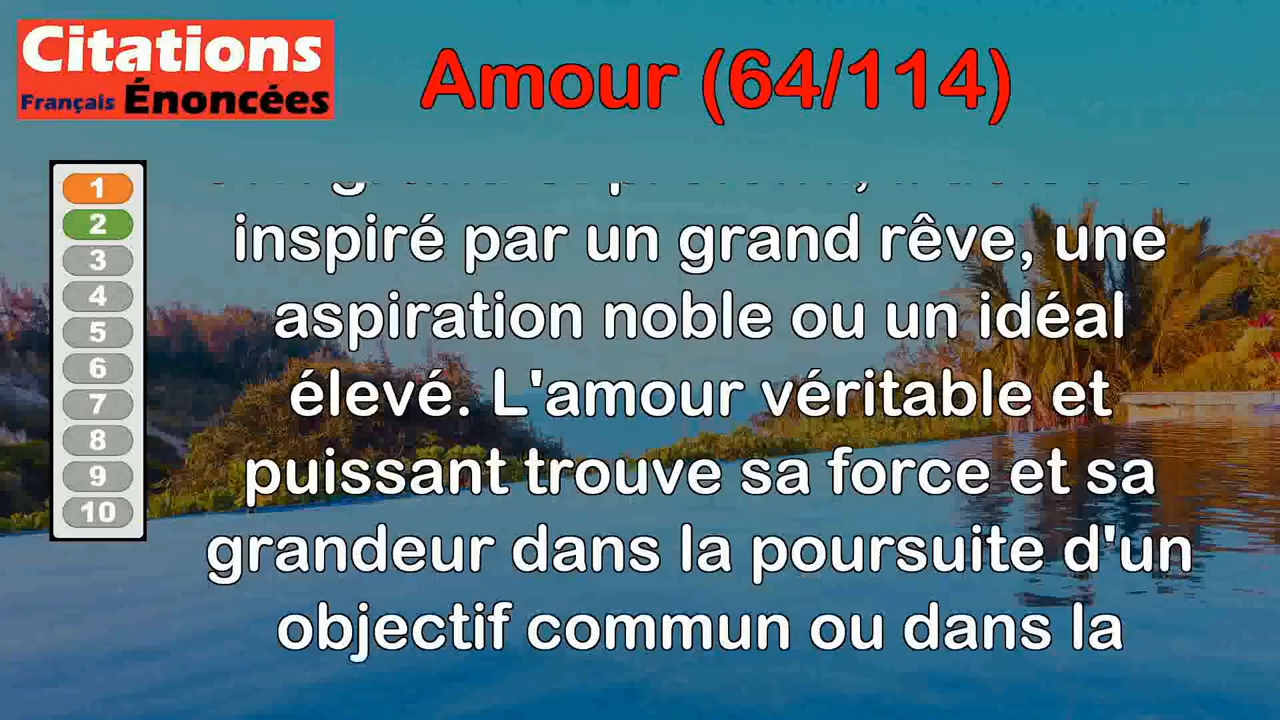 Citations
Français Énoncées
Amour (64/114)
1
2
3
4
5
6
7
8
9
10
inspiré par un grand rêve, une
aspiration noble ou un idéal
élevé. L'amour véritable et
puissant trouve sa force et sa
grandeur dans la poursuite d'un
objectif commun ou dans la